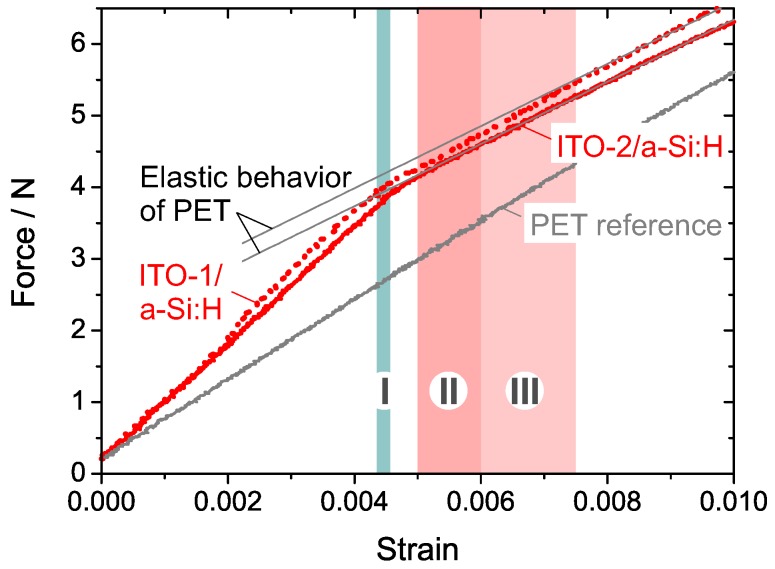 6
5
4
3
2
1
0
Force / N
Elastic behavior
of PET
ITO-1/
a-Si:H
ITO-2/a-Si:H
PET reference
I
II
III
0.000
0.002
0.004
0.006
0.008
0.010
Strain